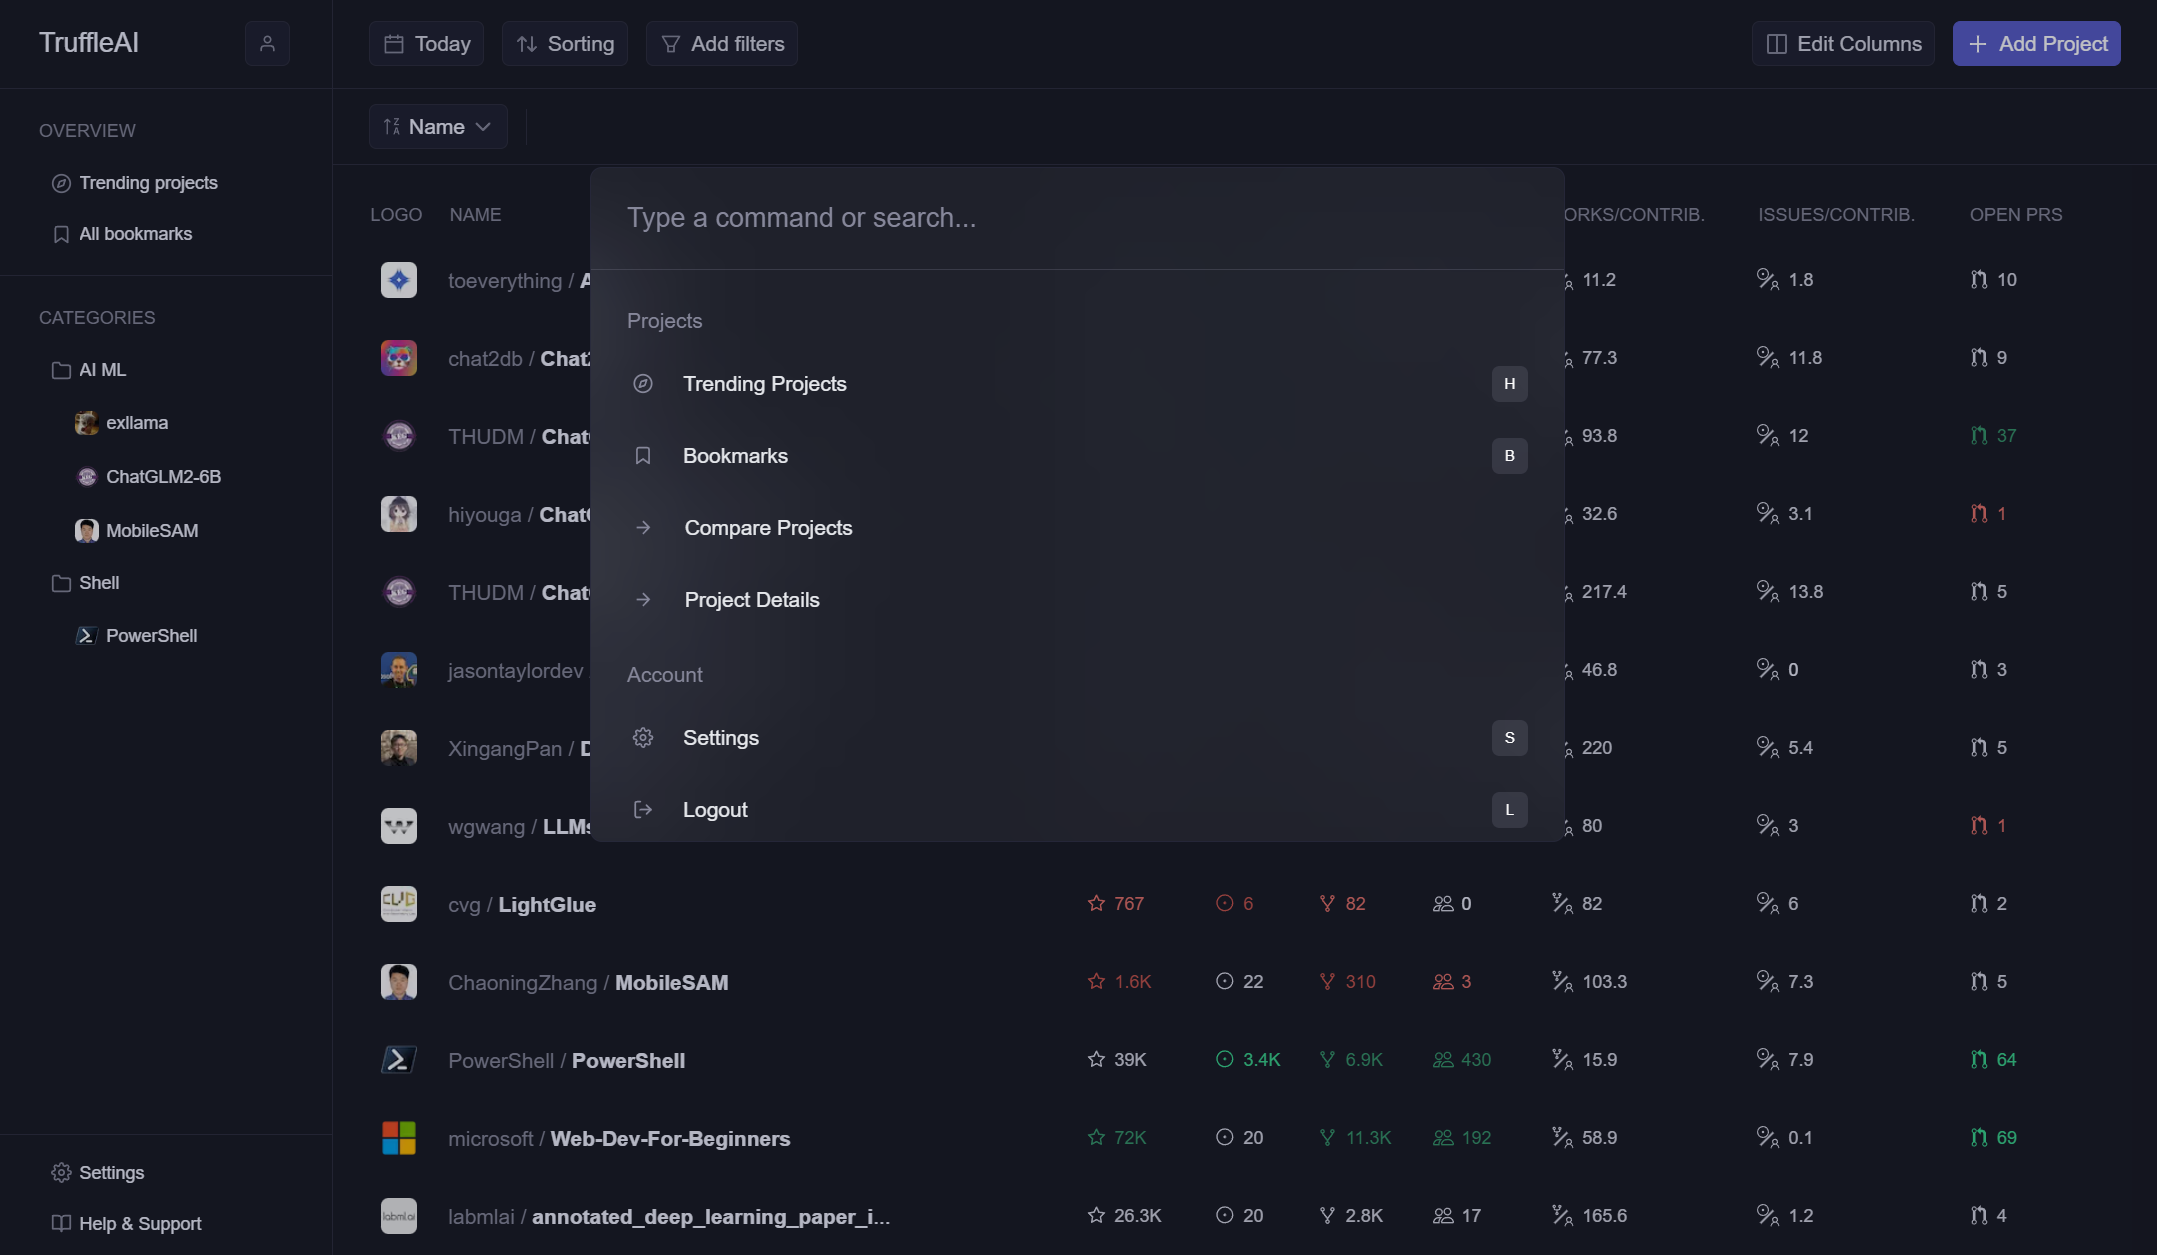 TruffleAI
Today
Sorting
Add filters
Edit Columns
Add Project
OVERVIEW
Trending projects
All bookmarks
CATEGORIES
AI ML
exllama
ChatGLM2-6B
MobileSAM
Shell
PowerShell
Settings
Help & Support
Name
LOGO NAME ORKS/CONTRIB. ISSUES/CONTRIB. OPEN PRS
toeverything / A 11.2 1.8 10
chat2db / Chat2 77.3 11.8 9
THUDM / Chat 93.8 12 37
hiyouga / Chat 32.6 3.1 1
THUDM / Chat 217.4 13.8 5
jasontaylordev 46.8 0 3
XingangPan / D 220 5.4 5
wgwang / LLMs 80 3 1
cvg / LightGlue 767 6 82 0 82 6 2
ChaoningZhang / MobileSAM 1.6K 22 310 3 103.3 7.3 5
PowerShell / PowerShell 39K 3.4K 6.9K 430 15.9 7.9 64
microsoft / Web-Dev-For-Beginners 72K 20 11.3K 192 58.9 0.1 69
labmlai / annotated_deep_learning_paper_i... 26.3K 20 2.8K 17 165.6 1.2 4
Type a command or search...
Projects
Trending Projects H
Bookmarks B
Compare Projects
Project Details
Account
Settings S
Logout L